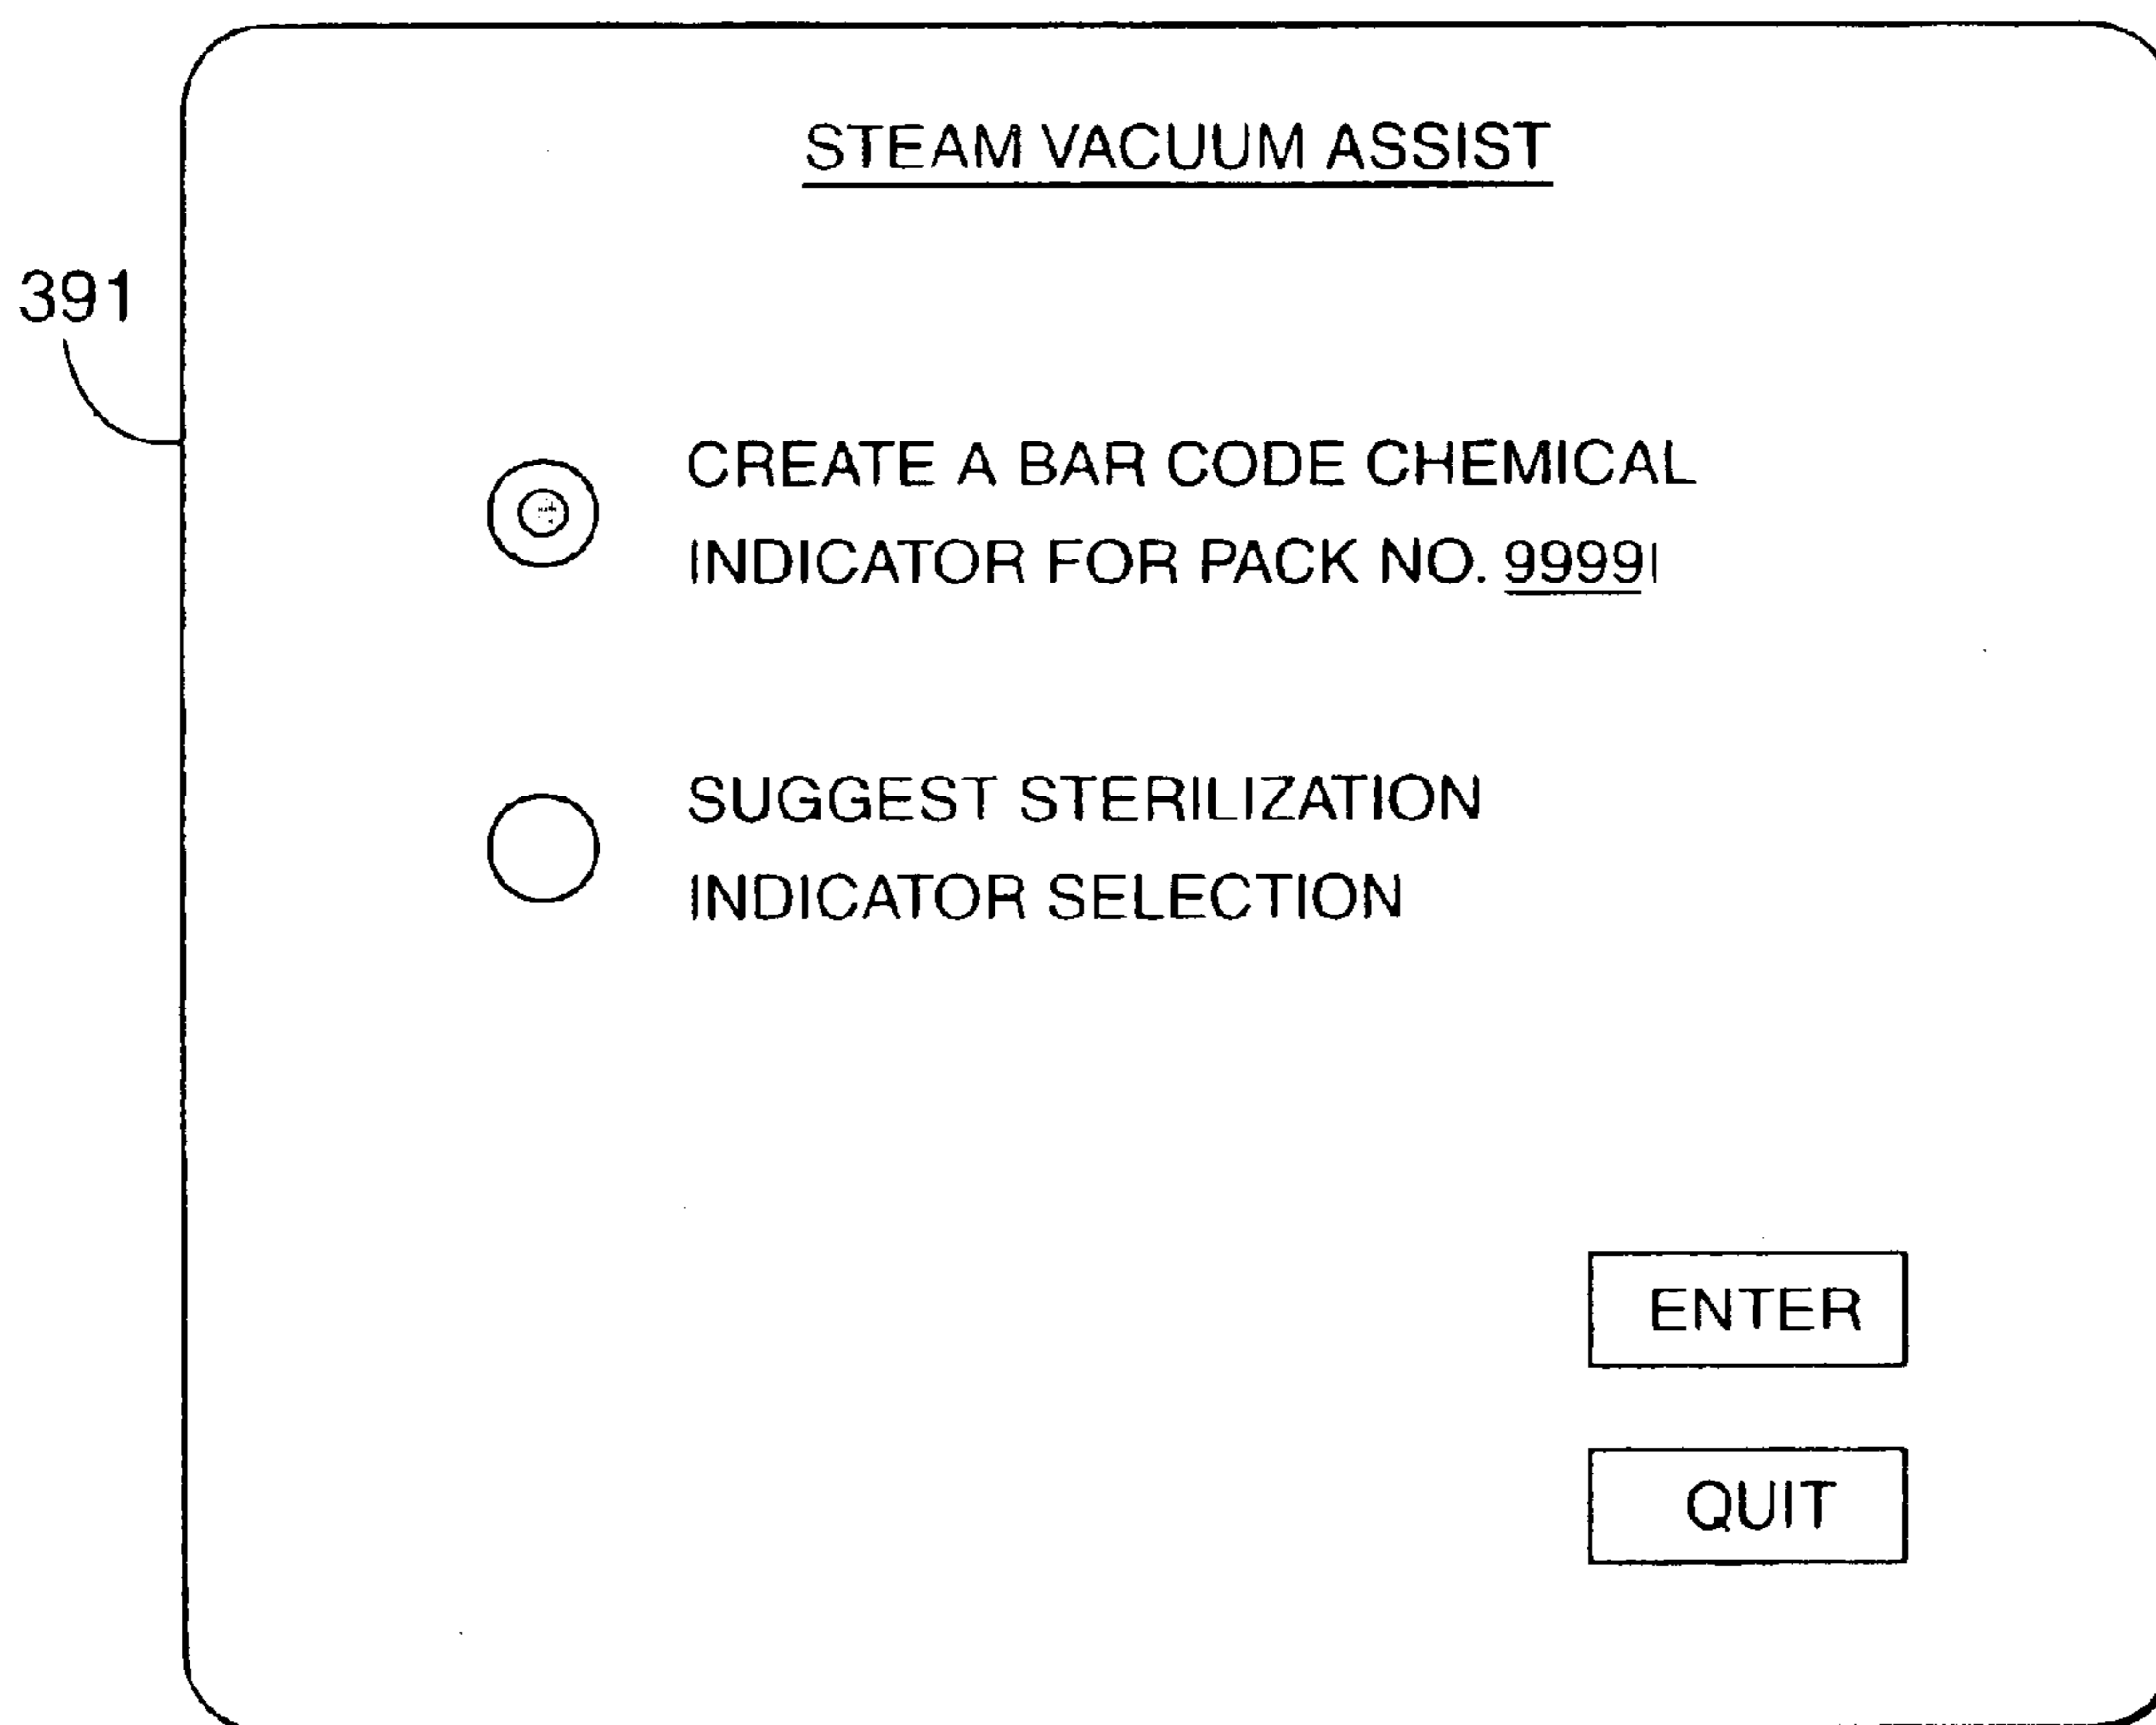 STEAM VACUUM ASSIST
391
CREATE A BAR CODE CHEMICAL
INDICATOR FOR PACK NO. 9999|
SUGGEST STERILIZATION
INDICATOR SELECTION
ENTER
QUIT